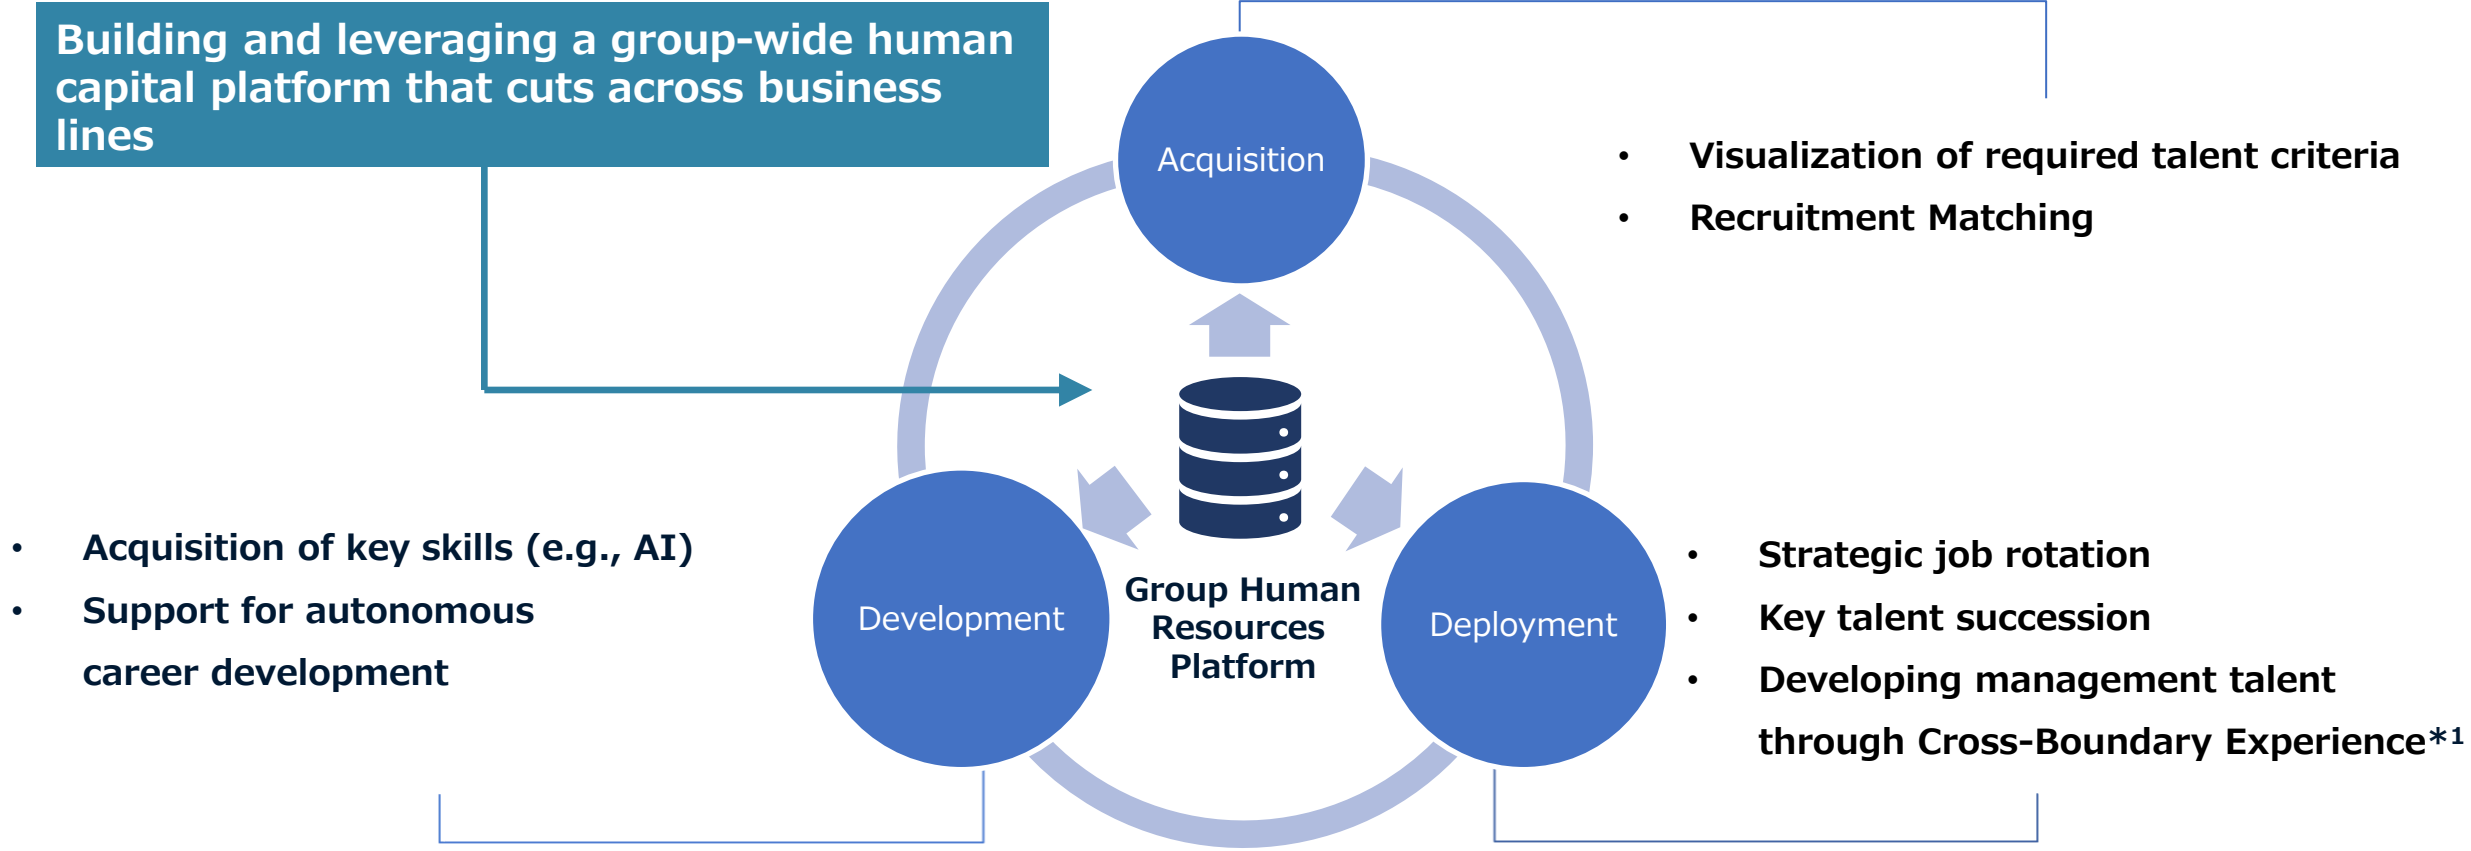 Building and leveraging a group-wide human
capital platform that cuts across business
lines
Acquisition
• Visualization of required talent criteria
• Recruitment Matching
• Acquisition of key skills (e.g., AI)
• Support for autonomous
career development
Development
Group Human
Resources
Platform
Deployment
• Strategic job rotation
• Key talent succession
• Developing management talent
through Cross-Boundary Experience*1